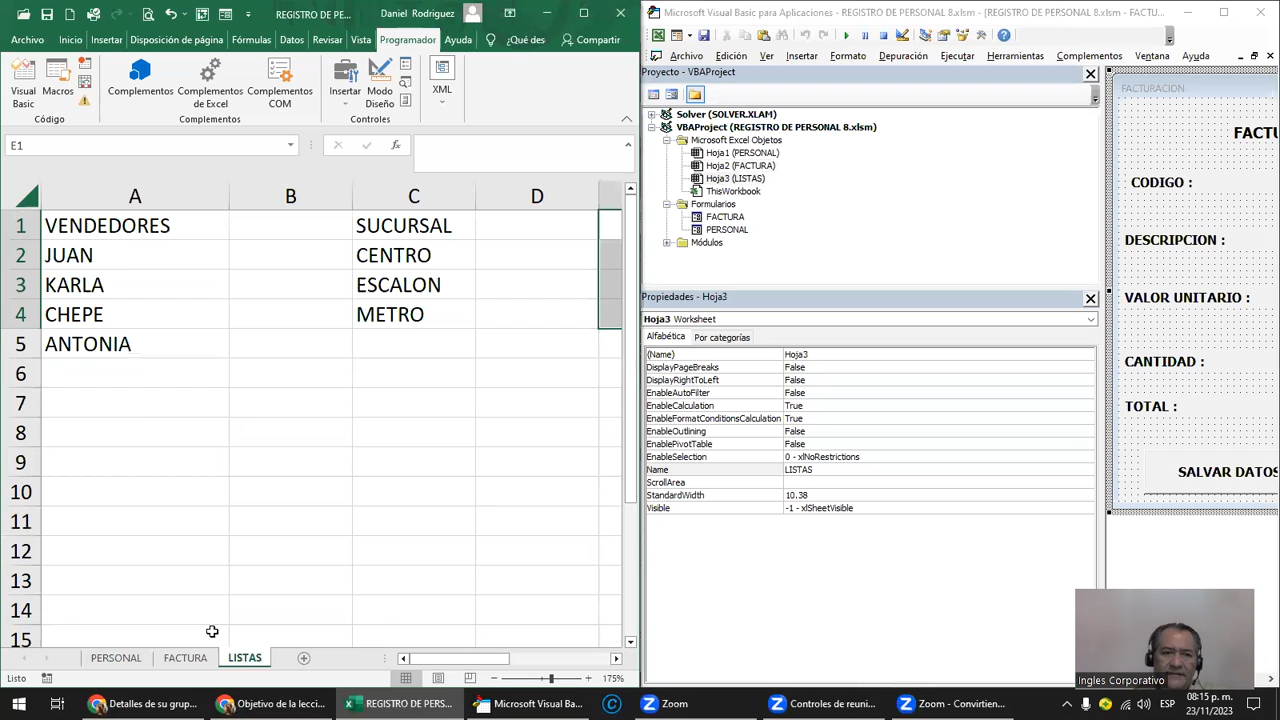 REGISTRO DE PE...
Daniel Rodriguez
Archivo
Inicio
Insertar
Disposición de página
Fórmulas
Datos
Revisar
Vista
Programador
Ayuda
¿Qué des
Compartir
Visual Basic
Macros
Complementos
Complementos de Excel
Complementos COM
Insertar
Modo Diseño
XML
Código
Complementos
Controles
E1
fx
A B C D
1 VENDEDORES SUCURSAL
2 JUAN CENTRO
3 KARLA ESCALON
4 CHEPE METRO
5 ANTONIA
6
7
8
9
10
11
12
13
14
15
PERSONAL FACTURA LISTAS
Listo
175%
Microsoft Visual Basic para Aplicaciones - REGISTRO DE PERSONAL 8.xlsm - [REGISTRO DE PERSONAL 8.xlsm - FACTU...
Archivo Edición Ver Insertar Formato Depuración Ejecutar Herramientas Complementos Ventana Ayuda
Proyecto - VBAProject
Solver (SOLVER.XLAM)
VBAProject (REGISTRO DE PERSONAL 8.xlsm)
Microsoft Excel Objetos
Hoja1 (PERSONAL)
Hoja2 (FACTURA)
Hoja3 (LISTAS)
ThisWorkbook
Formularios
FACTURA
PERSONAL
Módulos
Propiedades - Hoja3
Hoja3 Worksheet
Alfabética Por categorías
(Name) Hoja3
DisplayPageBreaks False
DisplayRightToLeft False
EnableAutoFilter False
EnableCalculation True
EnableFormatConditionsCalculation True
EnableOutlining False
EnablePivotTable False
EnableSelection 0 - xlNoRestrictions
Name LISTAS
ScrollArea
StandardWidth 10.38
Visible -1 - xlSheetVisible
FACTURACION
FACTU
CODIGO :
DESCRIPCION :
VALOR UNITARIO :
CANTIDAD :
TOTAL :
SALVAR DATOS
Ingles Corporativo
Detalles de su grup...
Objetivo de la lecci...
REGISTRO DE PERS...
Microsoft Visual Ba...
Zoom
Controles de reuni...
Zoom - Convirtien...
ESP
08:15 p. m.
23/11/2023